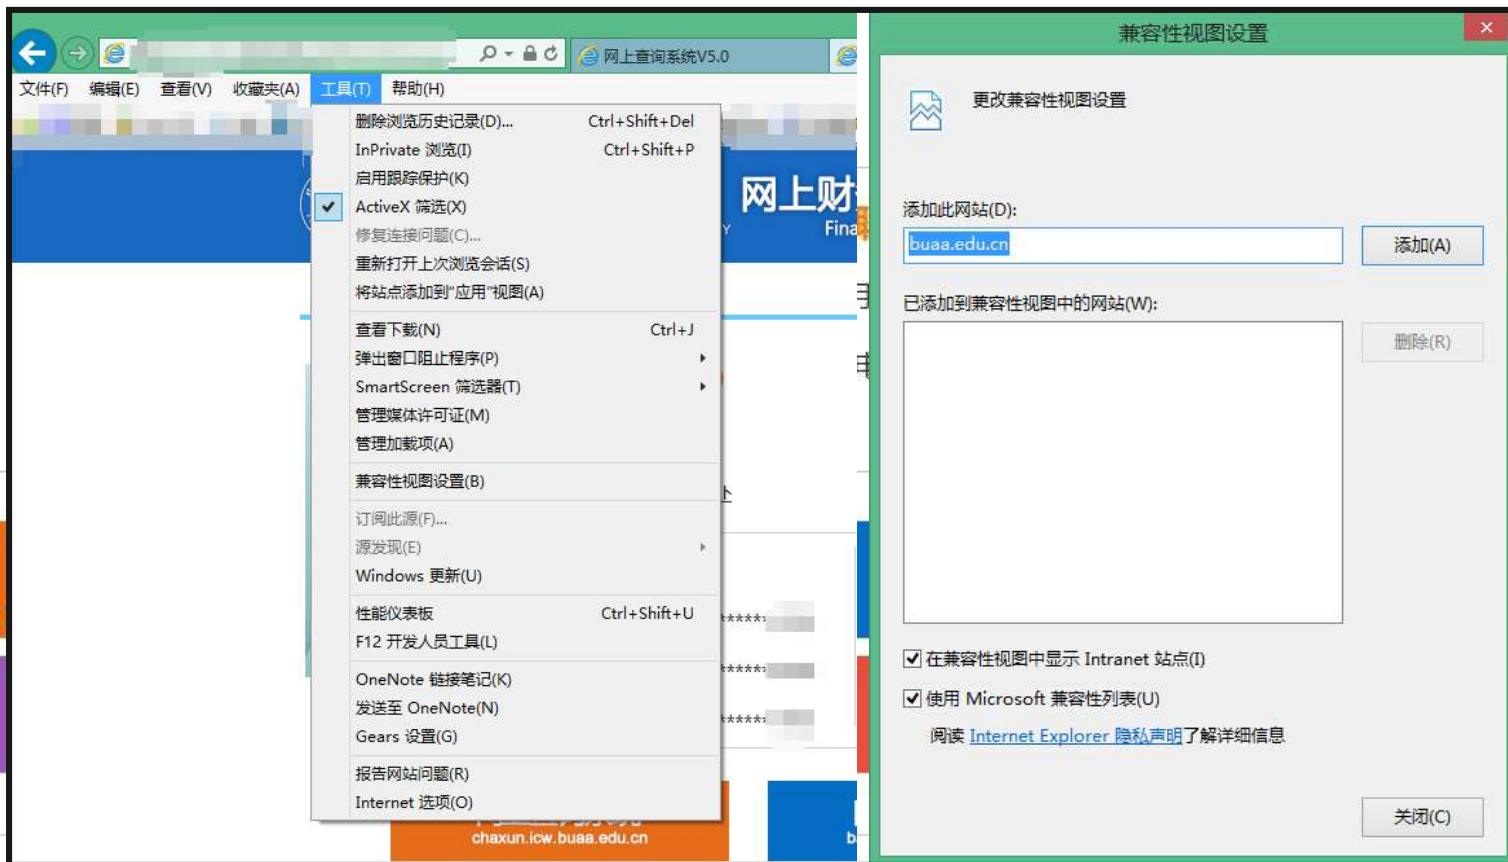 网上查询系统V5.0
文件(F) 编辑(E) 查看(V) 收藏夹(A) 工具(T) 帮助(H)
删除浏览历史记录(D)... Ctrl+Shift+Del
InPrivate 浏览(I) Ctrl+Shift+P
启用跟踪保护(K)
ActiveX 筛选(X)
修复连接问题(C)...
重新打开上次浏览会话(S)
将站点添加到“应用”视图(A)
查看下载(N) Ctrl+J
弹出窗口阻止程序(P)
SmartScreen 筛选器(T)
管理媒体许可证(M)
管理加载项(A)
兼容性视图设置(B)
订阅此源(F)...
源发现(E)
Windows 更新(U)
性能仪表板 Ctrl+Shift+U
F12 开发人员工具(L)
OneNote 链接笔记(K)
发送至 OneNote(N)
Gears 设置(G)
报告网站问题(R)
Internet 选项(O)
网上财
Fina
*****
*****
*****
chaxun.icw.buaa.edu.cn
兼容性视图设置
更改兼容性视图设置
添加此网站(D):
buaa.edu.cn
添加(A)
已添加到兼容性视图中的网站(W):
删除(R)
在兼容性视图中显示 Intranet 站点(I)
使用 Microsoft 兼容性列表(U)
阅读 Internet Explorer 隐私声明了解详细信息
关闭(C)